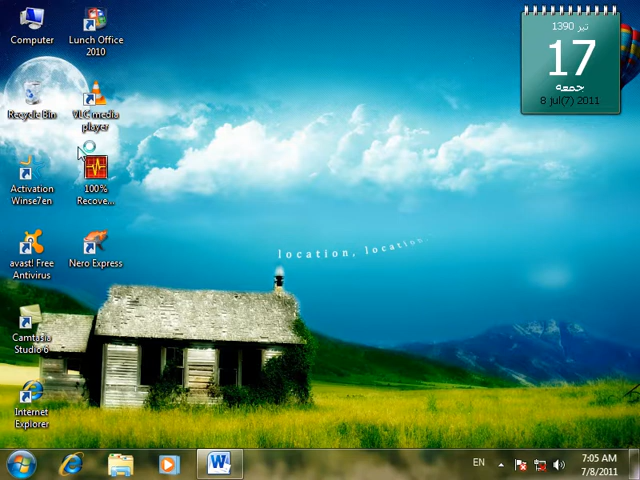 Computer
Lunch Office
2010
Recycle Bin
VLC media
player
Activation
Winse7en
100%
Recove...
avast! Free
Antivirus
Nero Express
Camtasia
Studio 6
Internet
Explorer
تیر 1390
17
جمعه
8 jul(7) 2011
location, location
EN
7:05 AM
7/8/2011